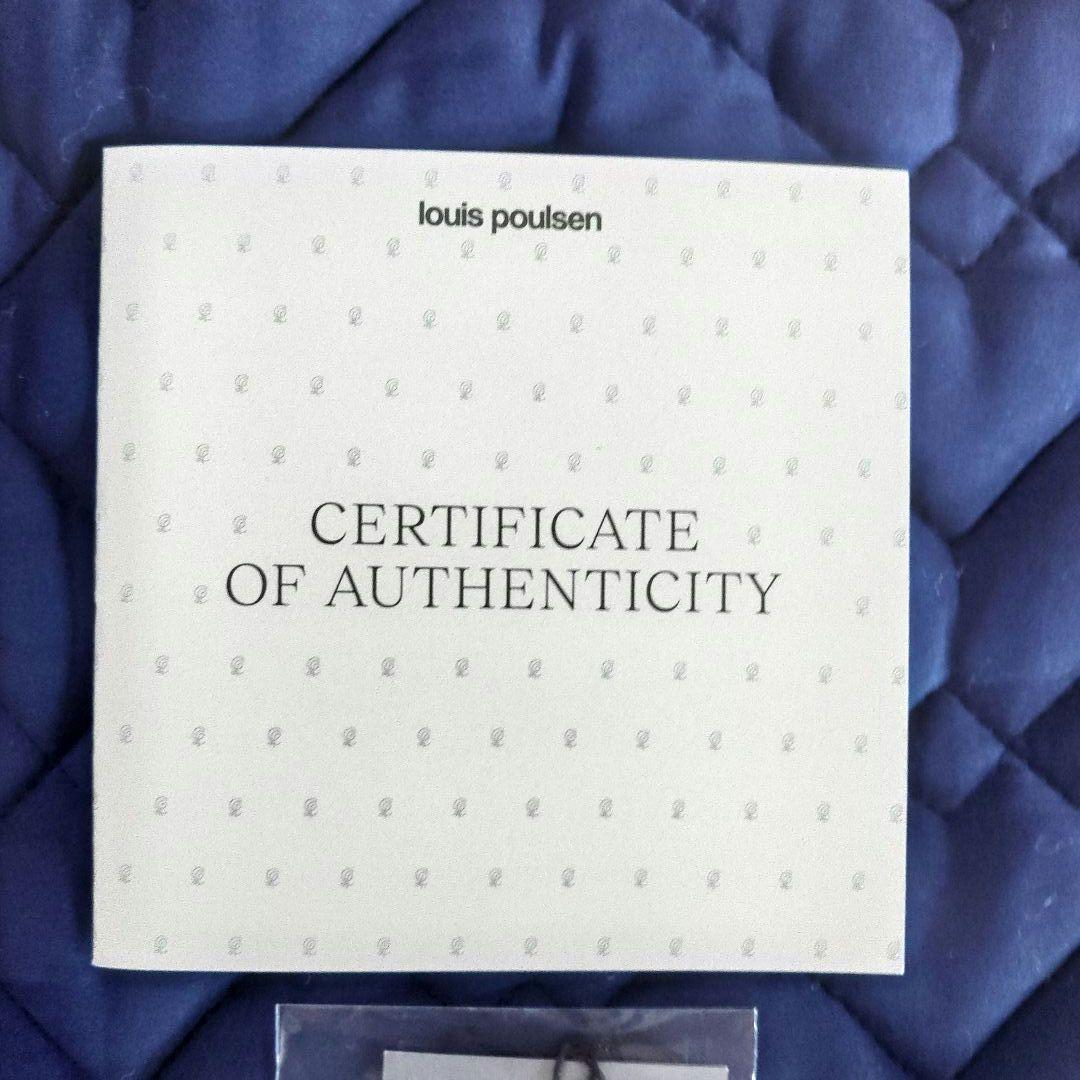 louis poulsen
CERTIFICATE
OF AUTHENTICITY